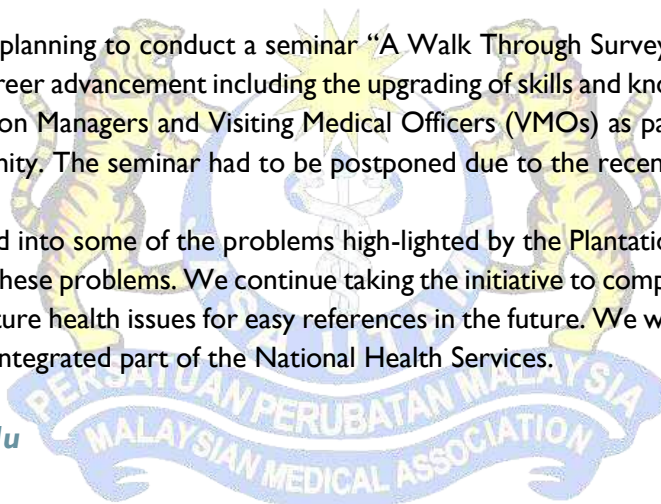 planning to conduct a seminar “A Walk Through Survey
reer advancement including the upgrading of skills and kno
on Managers and Visiting Medical Officers (VMOs) as pa
nity. The seminar had to be postponed due to the recen
d into some of the problems high-lighted by the Plantatio
these problems. We continue taking the initiative to comp
ture health issues for easy references in the future. We w
integrated part of the National Health Services.
lu
PERSATUAN PERUBATAN MALAYSIA
MALAYSIAN MEDICAL ASSOCIATION